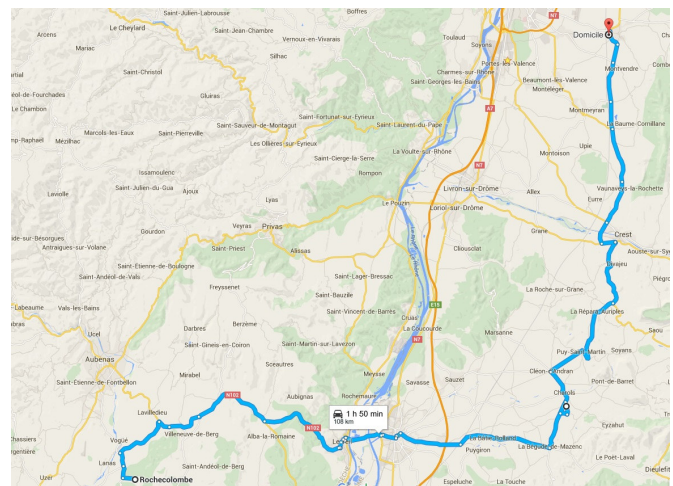 Saint-Julien-Labrousse
Boffres
N7
Le Cheylard
Saint-Jean-Chambre
Arcens
Vernoux-en-Vivarais
Toulaud
Domicile
Mariac
Soyons
Silhac
Portes-lès-Valence
Montvendre
Saint-Christol
Charmes-sur-Rhône
Saint-Georges-les-Bains
Beaumont-lès-Valence
Montéléger
Gluiras
A7
Montmeyran
Le Chambon
Saint-Fortunat-sur-Eyrieux
Saint-Sauveur-de-Montagut
Saint-Laurent-du-Pape
La Baume-Cornillane
Marcols-les-Eaux
Saint-Pierreville
Mézilhac
Les Ollières-sur-Eyrieux
Upie
La Voulte-sur-Rhône
Montoison
Saint-Cierge-la-Serre
N7
Issamoulenc
Rompon
Saint-Julien-du-Gua
Ajoux
Livron-sur-Drôme
Allex
Vaunaveys-la-Rochette
Laviolle
Lyas
Le Pouzin
Loriol-sur-Drôme
Eurre
Gourdon
Veyras
Privas
Grane
Crest
Antraigues-sur-Volane
Saint-Priest
Alissas
Cliousclat
Aouste-sur-Sy
Divajeu
Saint-Étienne-de-Boulogne
Saint-Andéol-de-Vals
Saint-Lager-Bressac
Freyssenet
La Roche-sur-Grane
Saint-Bauzile
E15
Labeaume
Vals-les-Bains
Saint-Vincent-de-Barrès
Cruas
La Répara-Auriples
Darbres
Berzème
La Coucourde
Saou
Ucel
Marsanne
N7
Saint-Gineis-en-Coiron
Saint-Martin-sur-Lavezon
Puy-Saint-Martin
Soyans
Aubenas
Sceautres
Meysse
Cléon-d'Andran
Mirabel
Savasse
Sauzet
Pont-de-Barret
Saint-Étienne-de-Fontbellon
N102
Aubignas
Rochemaure
Charols
Lavilledieu
1 h 50 min
108 km
Eyzahut
Chassiers
Vogüé
Villeneuve-de-Berg
Alba-la-Romaine
N102
Puygiron
La Bégude-de-Mazenc
Le Poët-Laval
Lanas
Saint-Andéol-de-Berg
Uzer
Rochecolombe
Espeluche
La Touche
Dieulefit